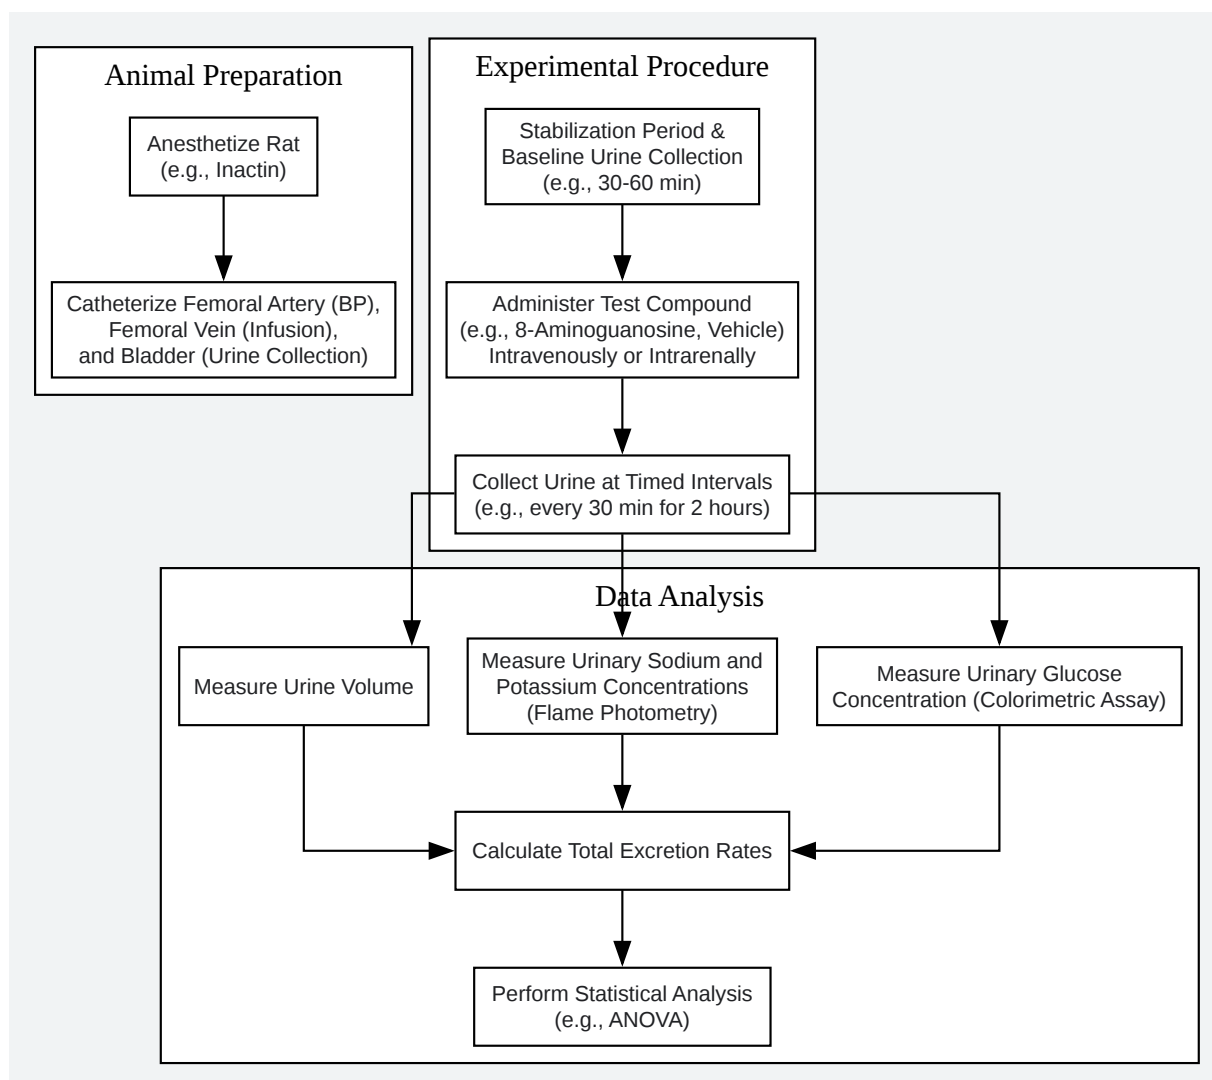 Animal Preparation
Anesthetize Rat
(e.g., Inactin)
Catheterize Femoral Artery (BP),
Femoral Vein (Infusion),
and Bladder (Urine Collection)
Experimental Procedure
Stabilization Period &
Baseline Urine Collection
(e.g., 30-60 min)
Administer Test Compound
(e.g., 8-Aminoguanosine, Vehicle)
Intravenously or Intrarenally
Collect Urine at Timed Intervals
(e.g., every 30 min for 2 hours)
Data Analysis
Measure Urine Volume
Measure Urinary Sodium and
Potassium Concentrations
(Flame Photometry)
Measure Urinary Glucose
Concentration (Colorimetric Assay)
Calculate Total Excretion Rates
Perform Statistical Analysis
(e.g., ANOVA)